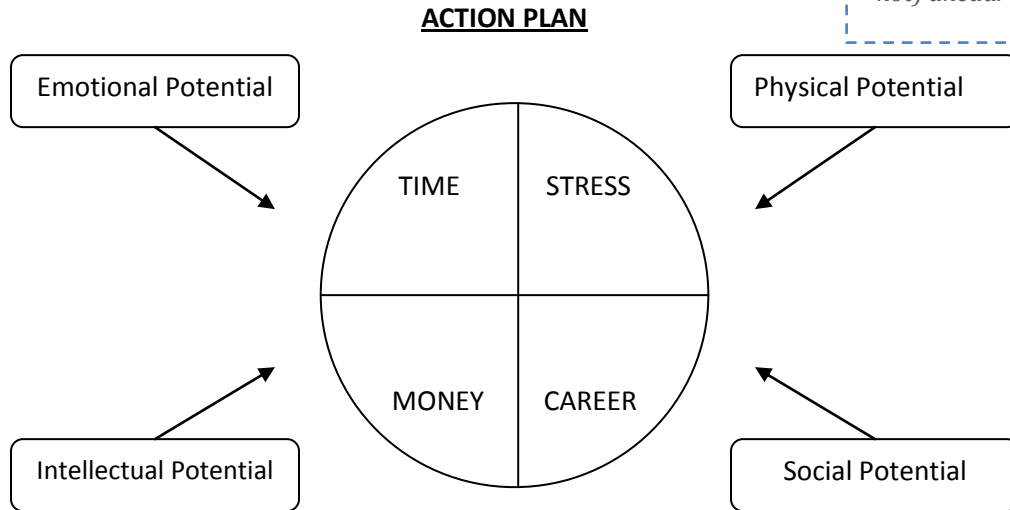 ACTION PLAN
Emotional Potential
Physical Potential
TIME
STRESS
MONEY
CAREER
Intellectual Potential
Social Potential